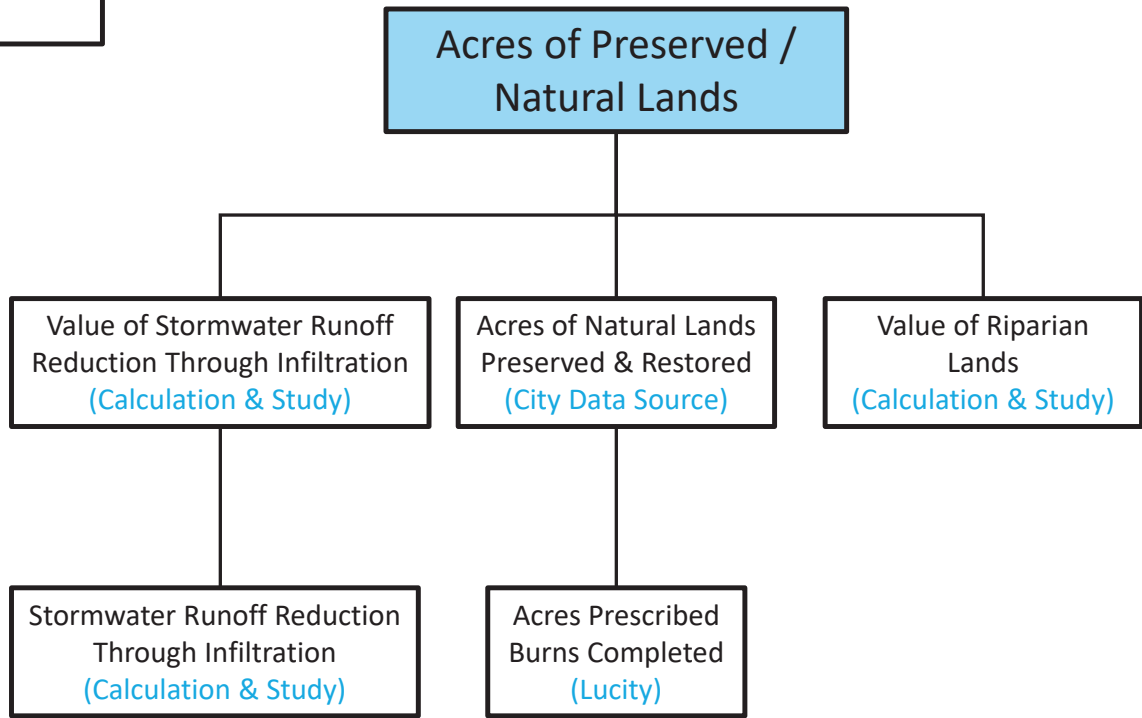 Acres of Preserved /
Natural Lands
Value of Stormwater Runoff
Reduction Through Infiltration
(Calculation & Study)
Acres of Natural Lands
Preserved & Restored
(City Data Source)
Value of Riparian
Lands
(Calculation & Study)
Stormwater Runoff Reduction
Through Infiltration
(Calculation & Study)
Acres Prescribed
Burns Completed
(Lucity)